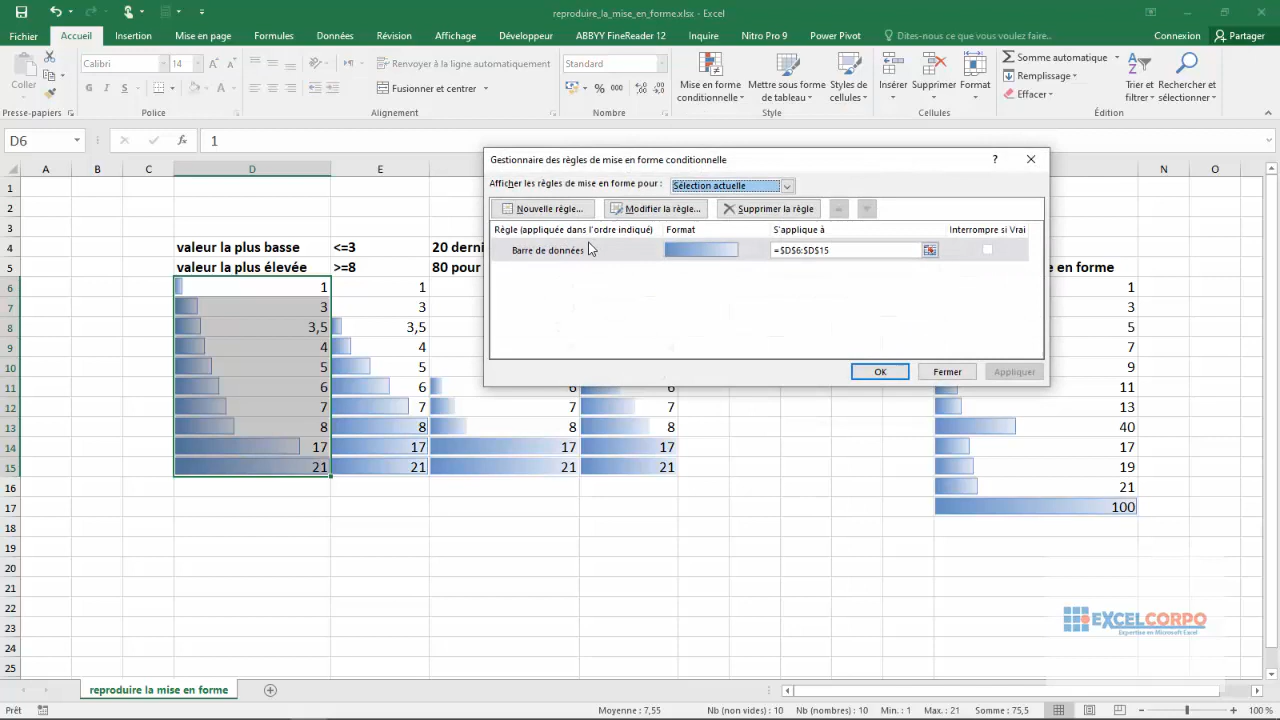 reproduire_la_mise_en_forme.xlsx - Excel
Fichier Accueil Insertion Mise en page Formules Données Révision Affichage Développeur ABBYY FineReader 12 Inquire Nitro Pro 9 Power Pivot Dites-nous ce que vous voulez faire. Connexion Partager
Coller
Calibri 14
G I S A
Renvoyer à la ligne automatiquement
Fusionner et centrer
Standard
% 000
Mise en forme conditionnelle
Mettre sous forme de tableau
Styles de cellules
Insérer Supprimer Format
Somme automatique
Remplissage
Effacer
Trier et filtrer
Rechercher et sélectionner
Presse-papiers Police Alignement Nombre Style Cellules Édition
D6 fx 1
A B C D E N O
Gestionnaire des règles de mise en forme conditionnelle
Afficher les règles de mise en forme pour : Sélection actuelle
Nouvelle règle... Modifier la règle... Supprimer la règle
Règle (appliquée dans l'ordre indiqué) Format S'applique à Interrompre si Vrai
Barre de données =$D$6:$D$15
OK Fermer Appliquer
1
2
3
4 valeur la plus basse <=3 20 derni
5 valeur la plus élevée >=8 80 pour e en forme
6 1 1 1
7 3 3 3
8 3,5 3,5 5
9 4 4 7
10 5 5 9
11 6 6 6 6 11
12 7 7 7 7 13
13 8 8 8 8 40
14 17 17 17 17 17
15 21 21 21 21 19
16 21
17 100
18
19
20
21
22
23
24
25
EXCELCORPO
Expertise en Microsoft Excel
reproduire la mise en forme
Prêt Moyenne : 7,55 Nb (non vides) : 10 Nb (nombres) : 10 Min. : 1 Max. : 21 Somme : 75,5 100 %